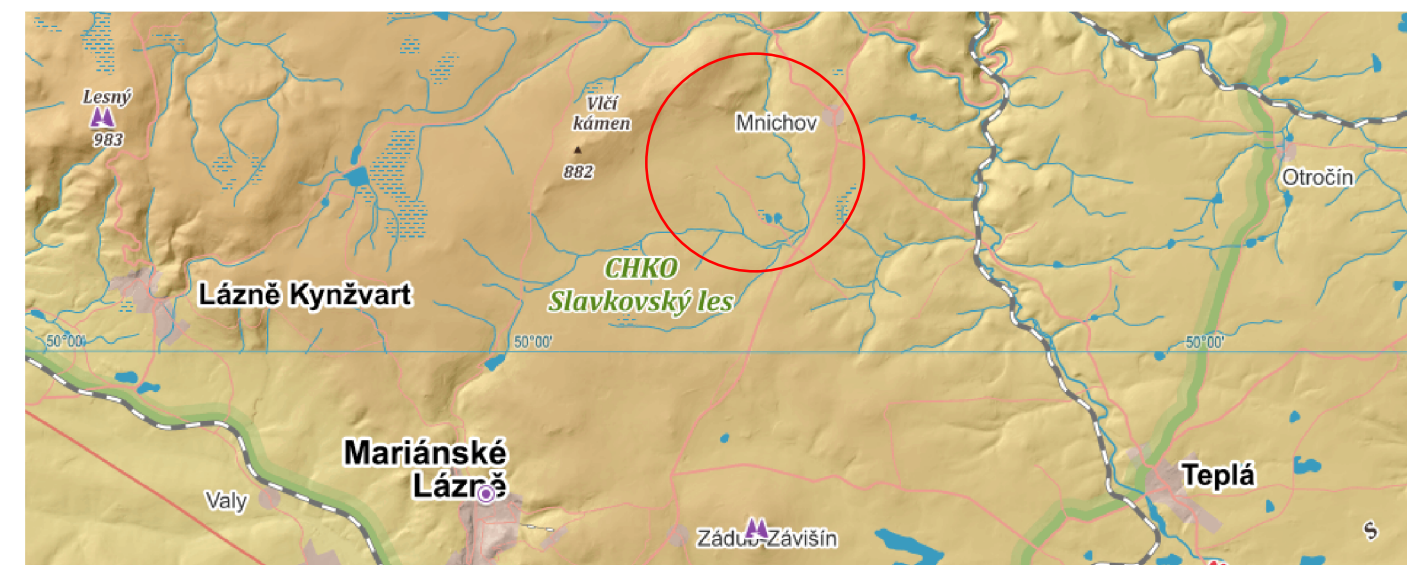 Lesný
983
Vlčí
kámen
882
Mnichov
Otročín
CHKO
Slavkovský les
Lázně Kynžvart
50°00'
50°00'
50°00'
Mariánské
Lázně
Valy
Teplá
Zádub-Závišín